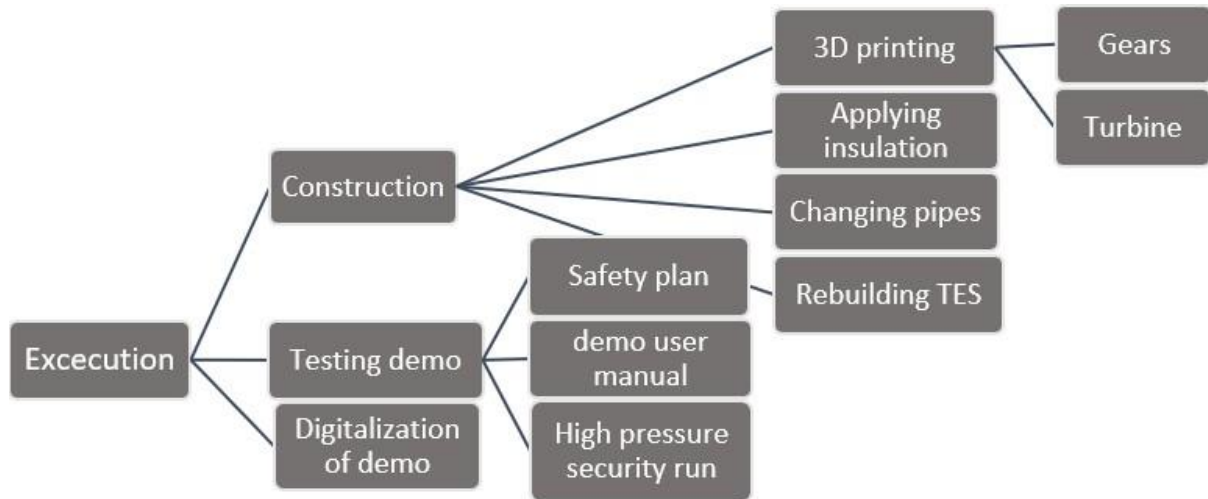 Excecution
Construction
3D printing
Gears
Turbine
Applying
insulation
Changing pipes
Rebuilding TES
Testing demo
Safety plan
demo user
manual
High pressure
security run
Digitalization
of demo